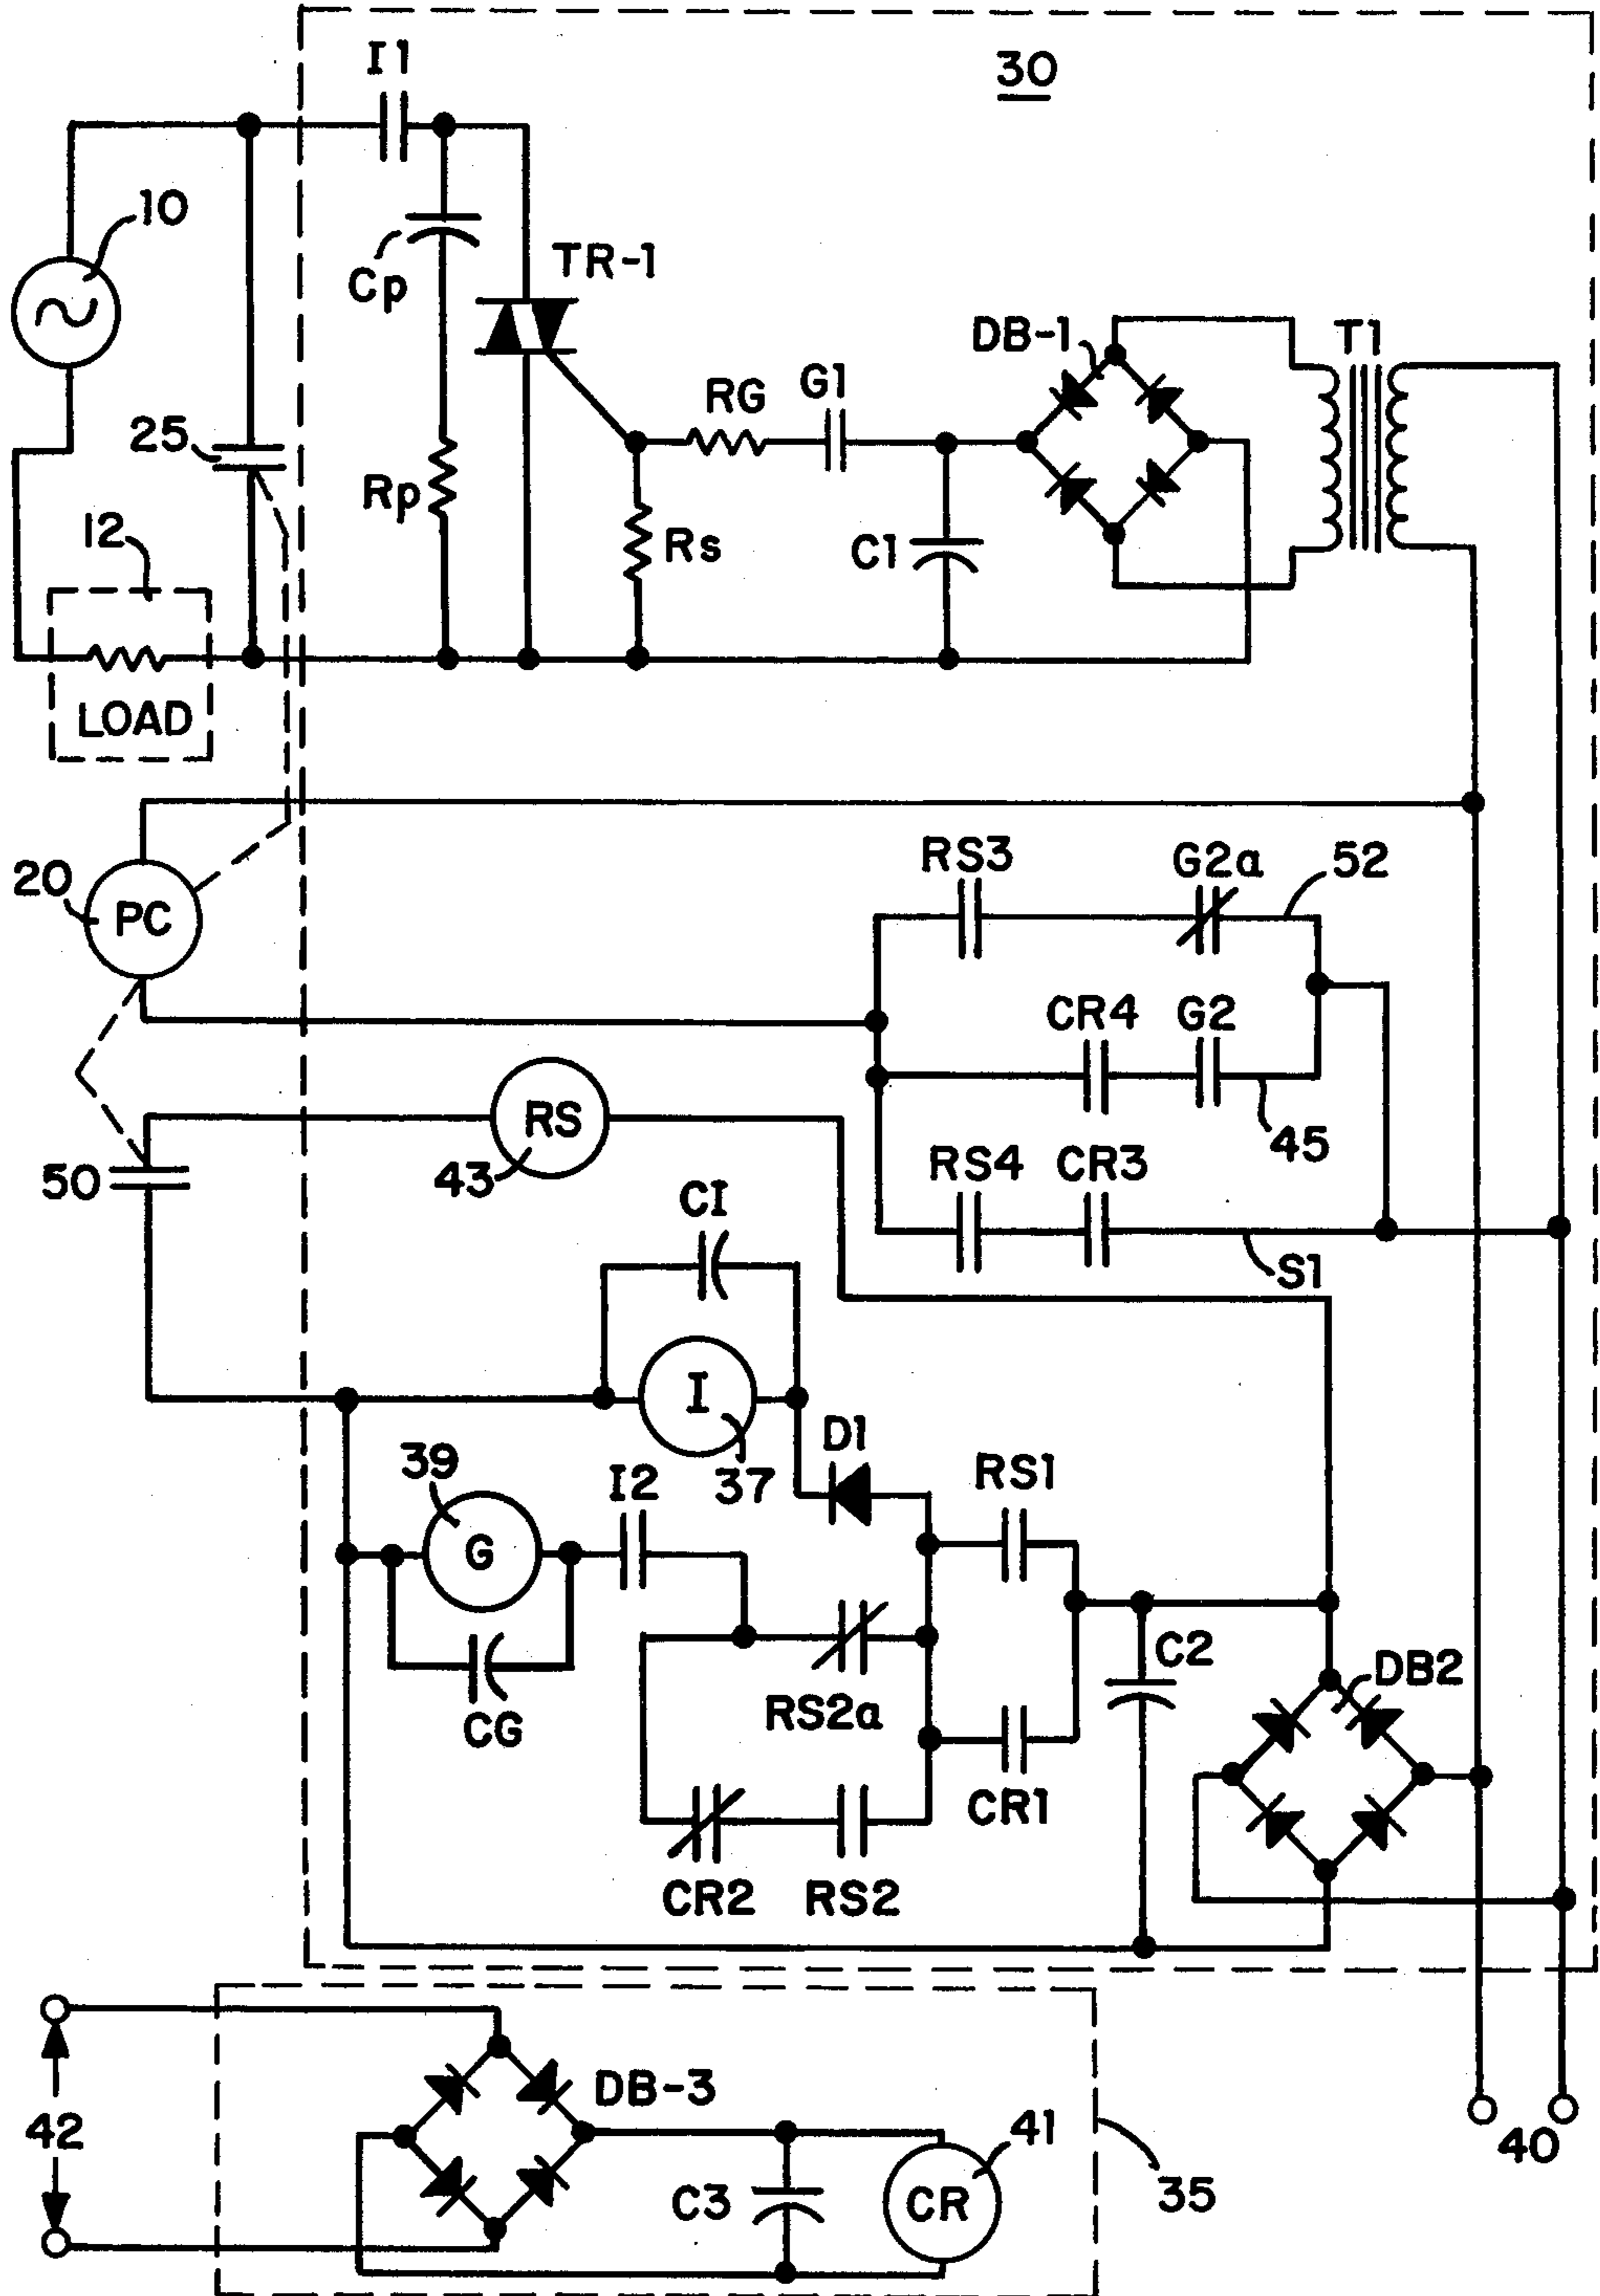 I1
30
10
Cp
TR-1
DB-1
T1
25
RG
G1
Rp
Rs
C1
12
LOAD
RS3
G2a
52
20
PC
CR4
G2
RS
45
50
43
RS4
CR3
CI
S1
I
D1
39
37
I2
RS1
G
C2
DB2
RS2a
CG
CR1
CR2
RS2
DB-3
41
42
40
C3
CR
35